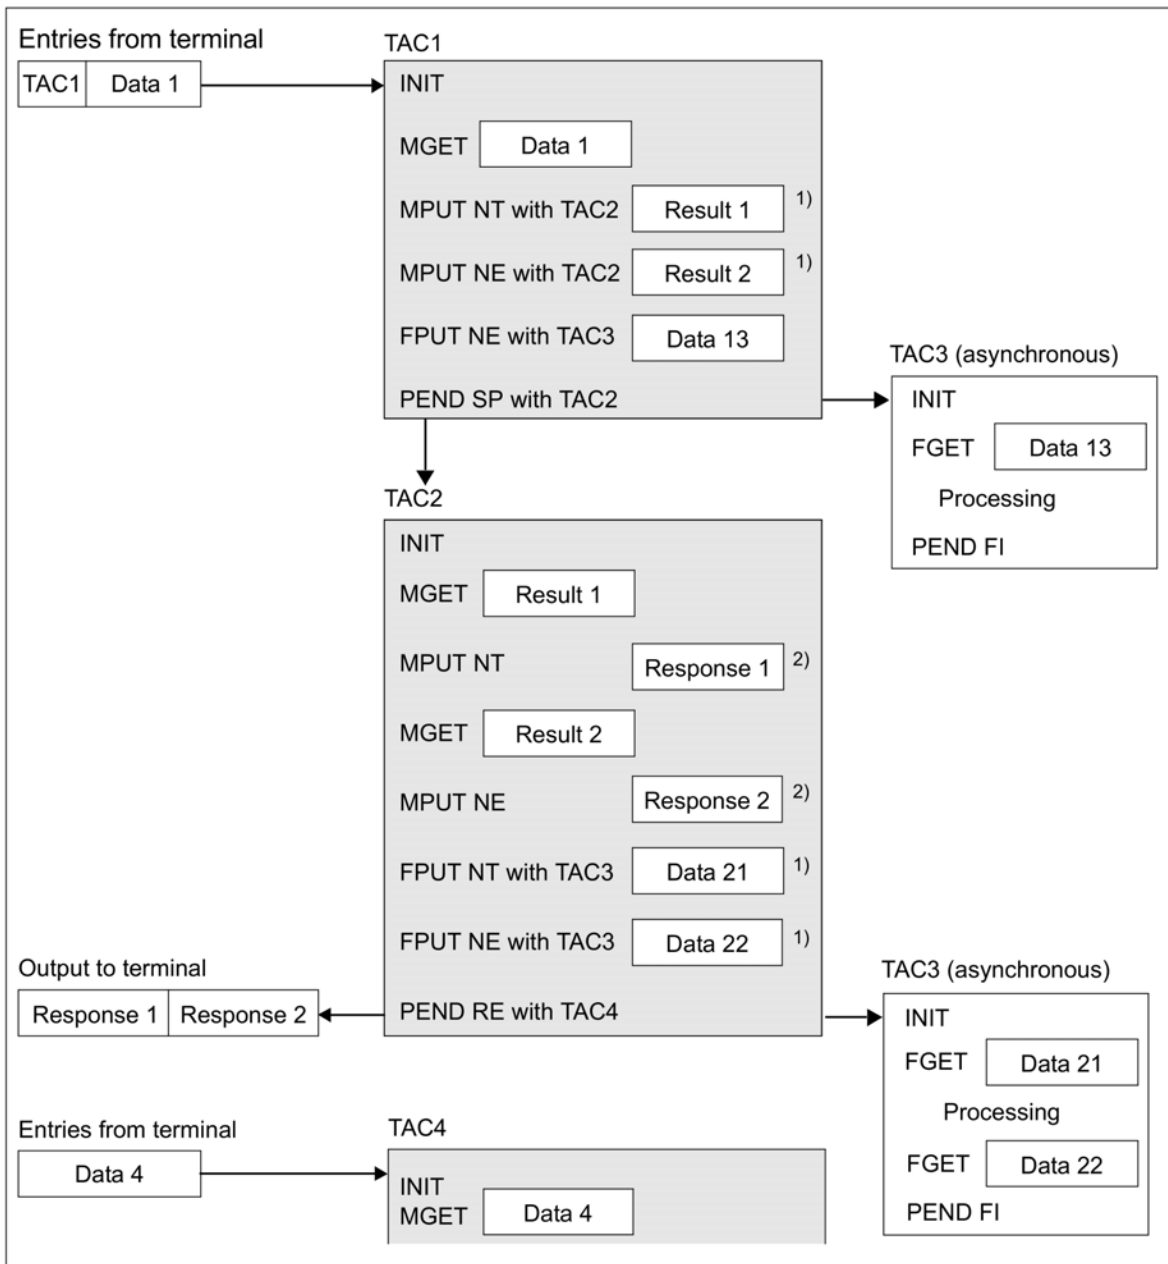 Entries from terminal
TAC1 Data 1
TAC1
INIT
MGET Data 1
MPUT NT with TAC2 Result 1 1)
MPUT NE with TAC2 Result 2 1)
FPUT NE with TAC3 Data 13
PEND SP with TAC2
TAC3 (asynchronous)
INIT
FGET Data 13
Processing
PEND FI
TAC2
INIT
MGET Result 1
MPUT NT Response 1 2)
MGET Result 2
MPUT NE Response 2 2)
FPUT NT with TAC3 Data 21 1)
FPUT NE with TAC3 Data 22 1)
PEND RE with TAC4
Output to terminal
Response 1 Response 2
TAC3 (asynchronous)
INIT
FGET Data 21
Processing
FGET Data 22
PEND FI
Entries from terminal
Data 4
TAC4
INIT
MGET Data 4